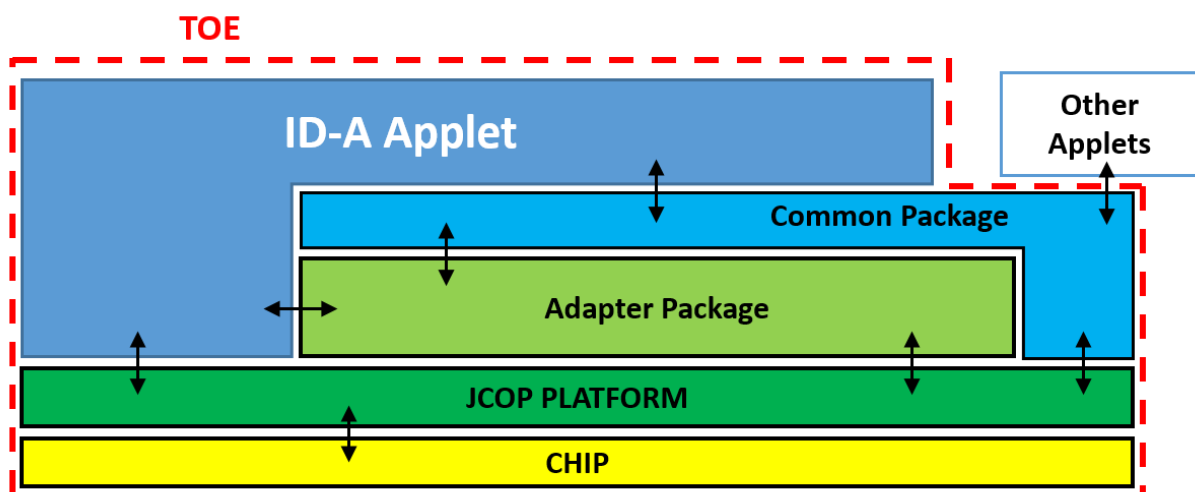 TOE
ID-A Applet
Other
Applets
Common Package
Adapter Package
JCOP PLATFORM
CHIP